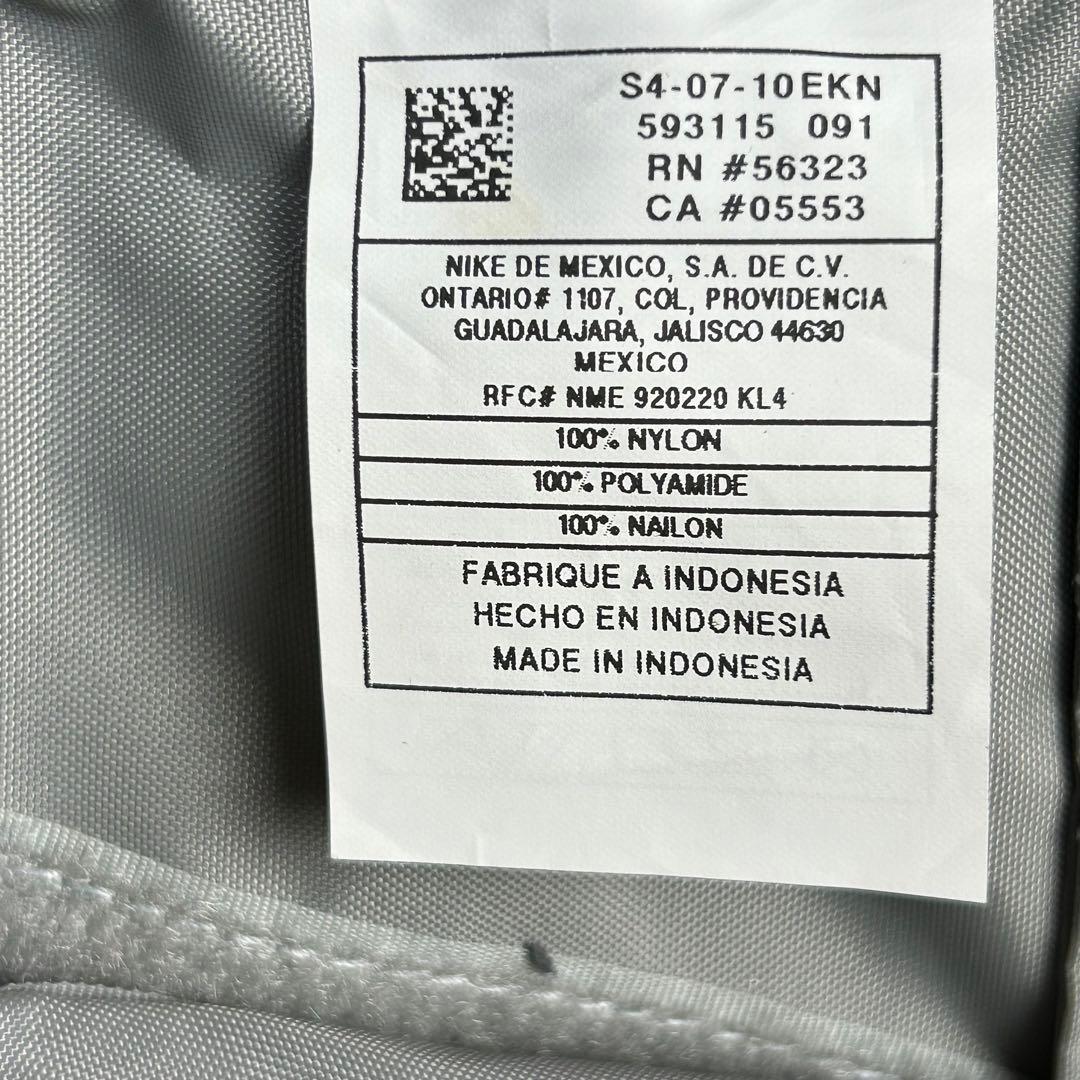 S4-07-10EKN
593115 091
RN #56323
CA #05553
NIKE DE MEXICO, S.A. DE C.V.
ONTARIO# 1107, COL, PROVIDENCIA
GUADALAJARA, JALISCO 44630
MEXICO
RFC# NME 920220 KL4
100% NYLON
100% POLYAMIDE
100% NAILON
FABRIQUE A INDONESIA
HECHO EN INDONESIA
MADE IN INDONESIA